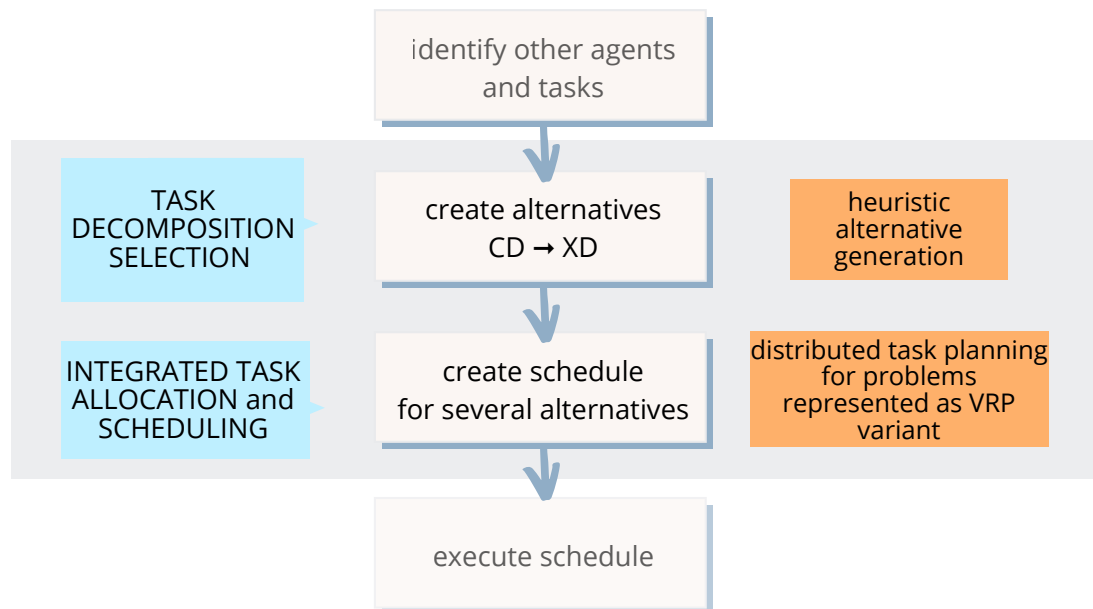 identify other agents
and tasks
TASK
DECOMPOSITION
SELECTION
create alternatives
CD → XD
heuristic
alternative
generation
INTEGRATED TASK
ALLOCATION and
SCHEDULING
create schedule
for several alternatives
distributed task planning
for problems
represented as VRP
variant
execute schedule